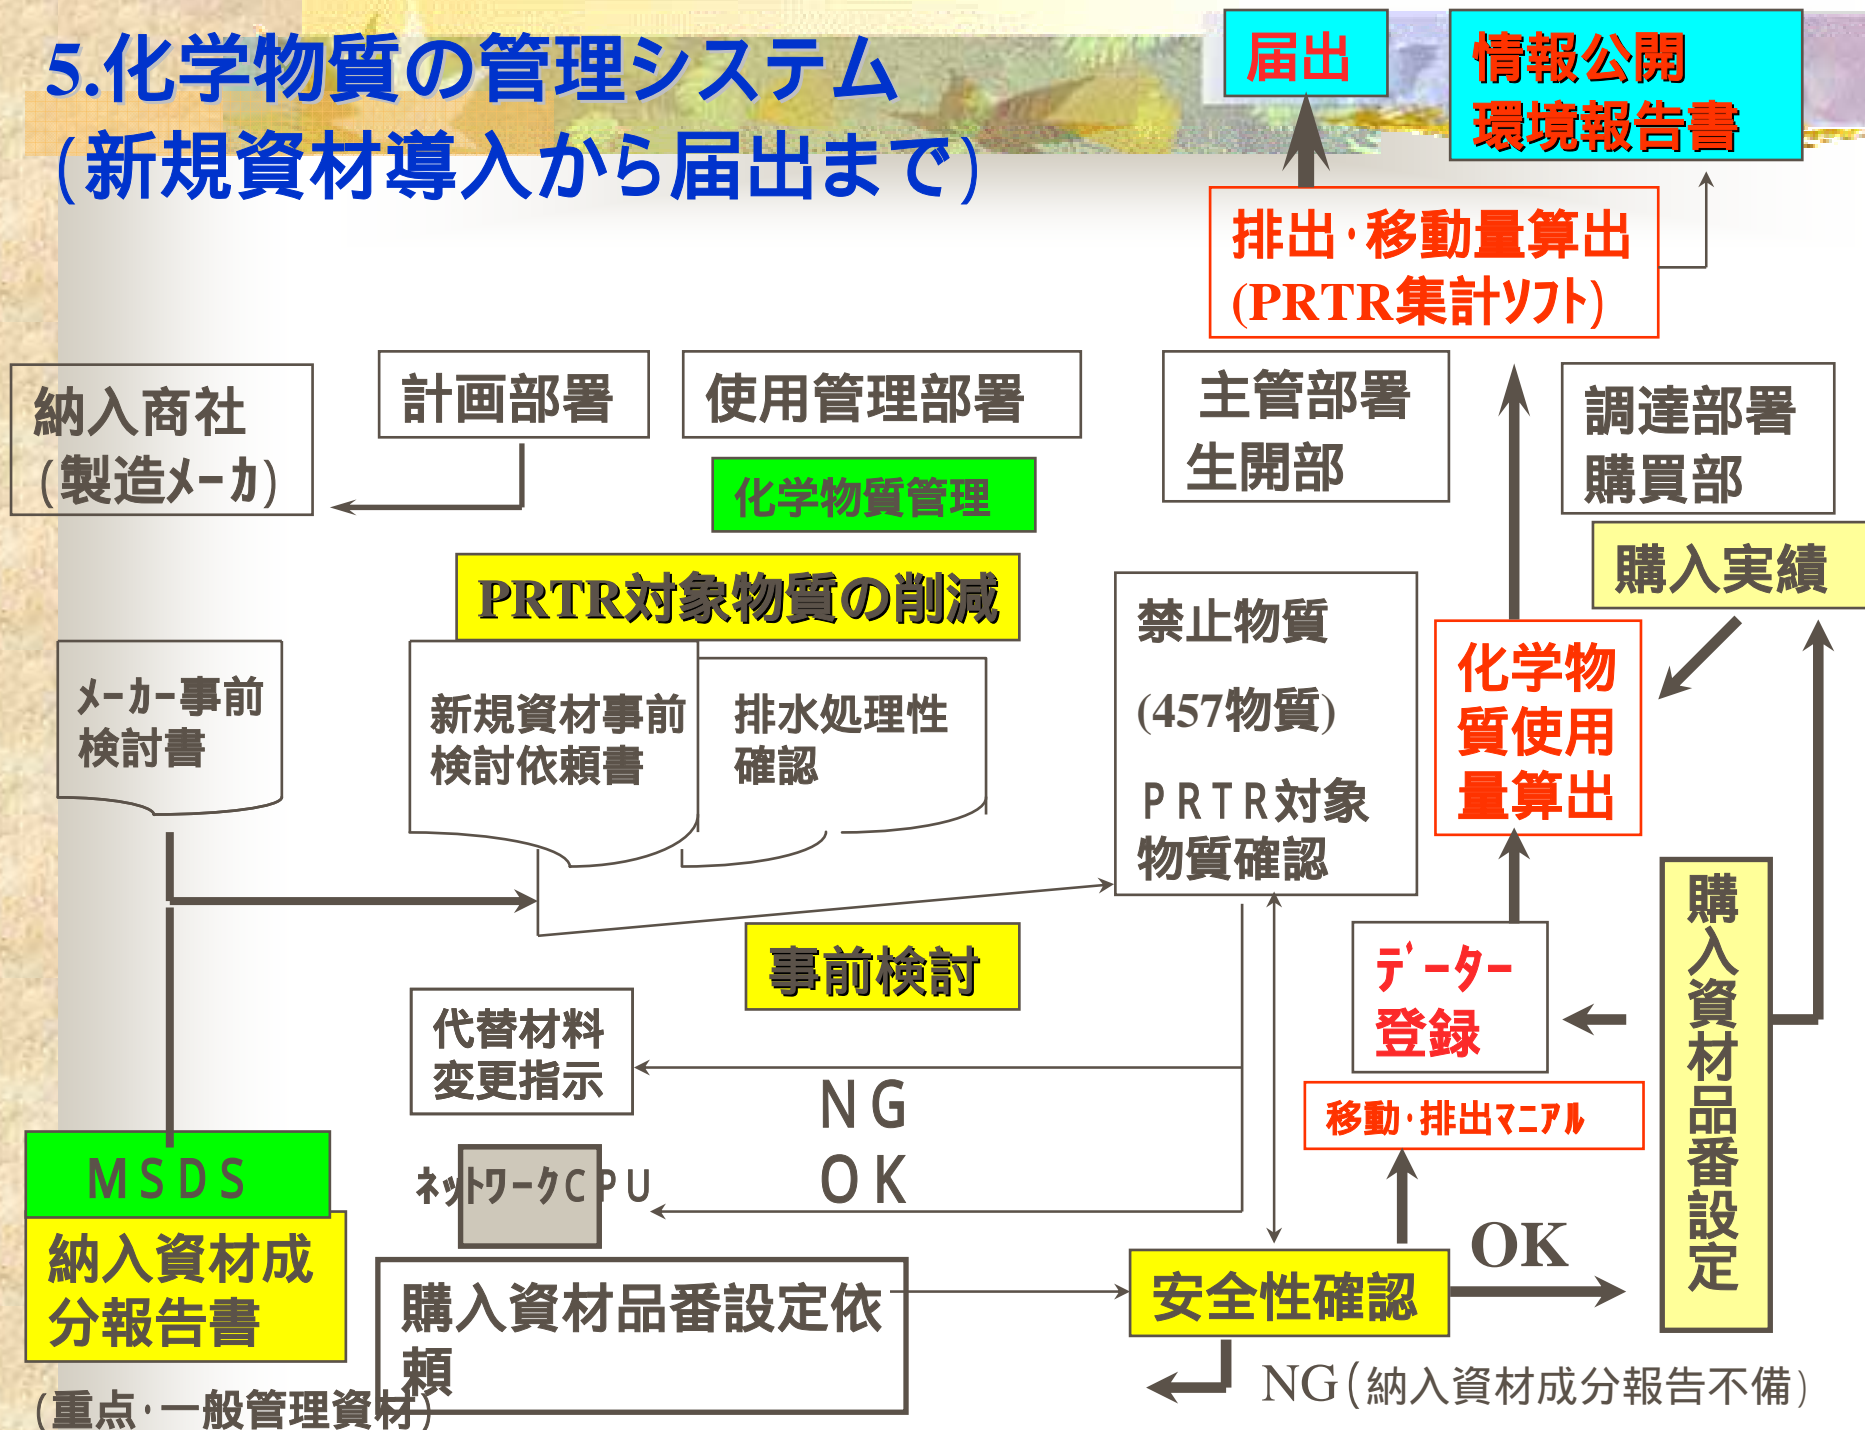 5.化学物質の管理システム
(新規資材導入から届出まで)
届出
情報公開
環境報告書
排出･移動量算出
(PRTR集計ｿﾌﾄ)
納入商社
(製造ﾒｰｶ)
計画部署
使用管理部署
主管部署
生開部
調達部署
購買部
化学物質管理
購入実績
PRTR対象物質の削減
ﾒｰｶｰ事前
検討書
新規資材事前
検討依頼書
排水処理性
確認
禁止物質
(457物質)
ＰＲＴＲ対象
物質確認
化学物
質使用
量算出
事前検討
ﾃﾞｰﾀｰ
登録
購入資材品番設定
代替材料
変更指示
ＮＧ
移動･排出ﾏﾆｱﾙ
ＭＳＤＳ
ﾈｯﾄﾜｰｸＣＰＵ
ＯＫ
納入資材成
分報告書
購入資材品番設定依
頼
安全性確認
OK
NG(納入資材成分報告不備)
(重点･一般管理資材)